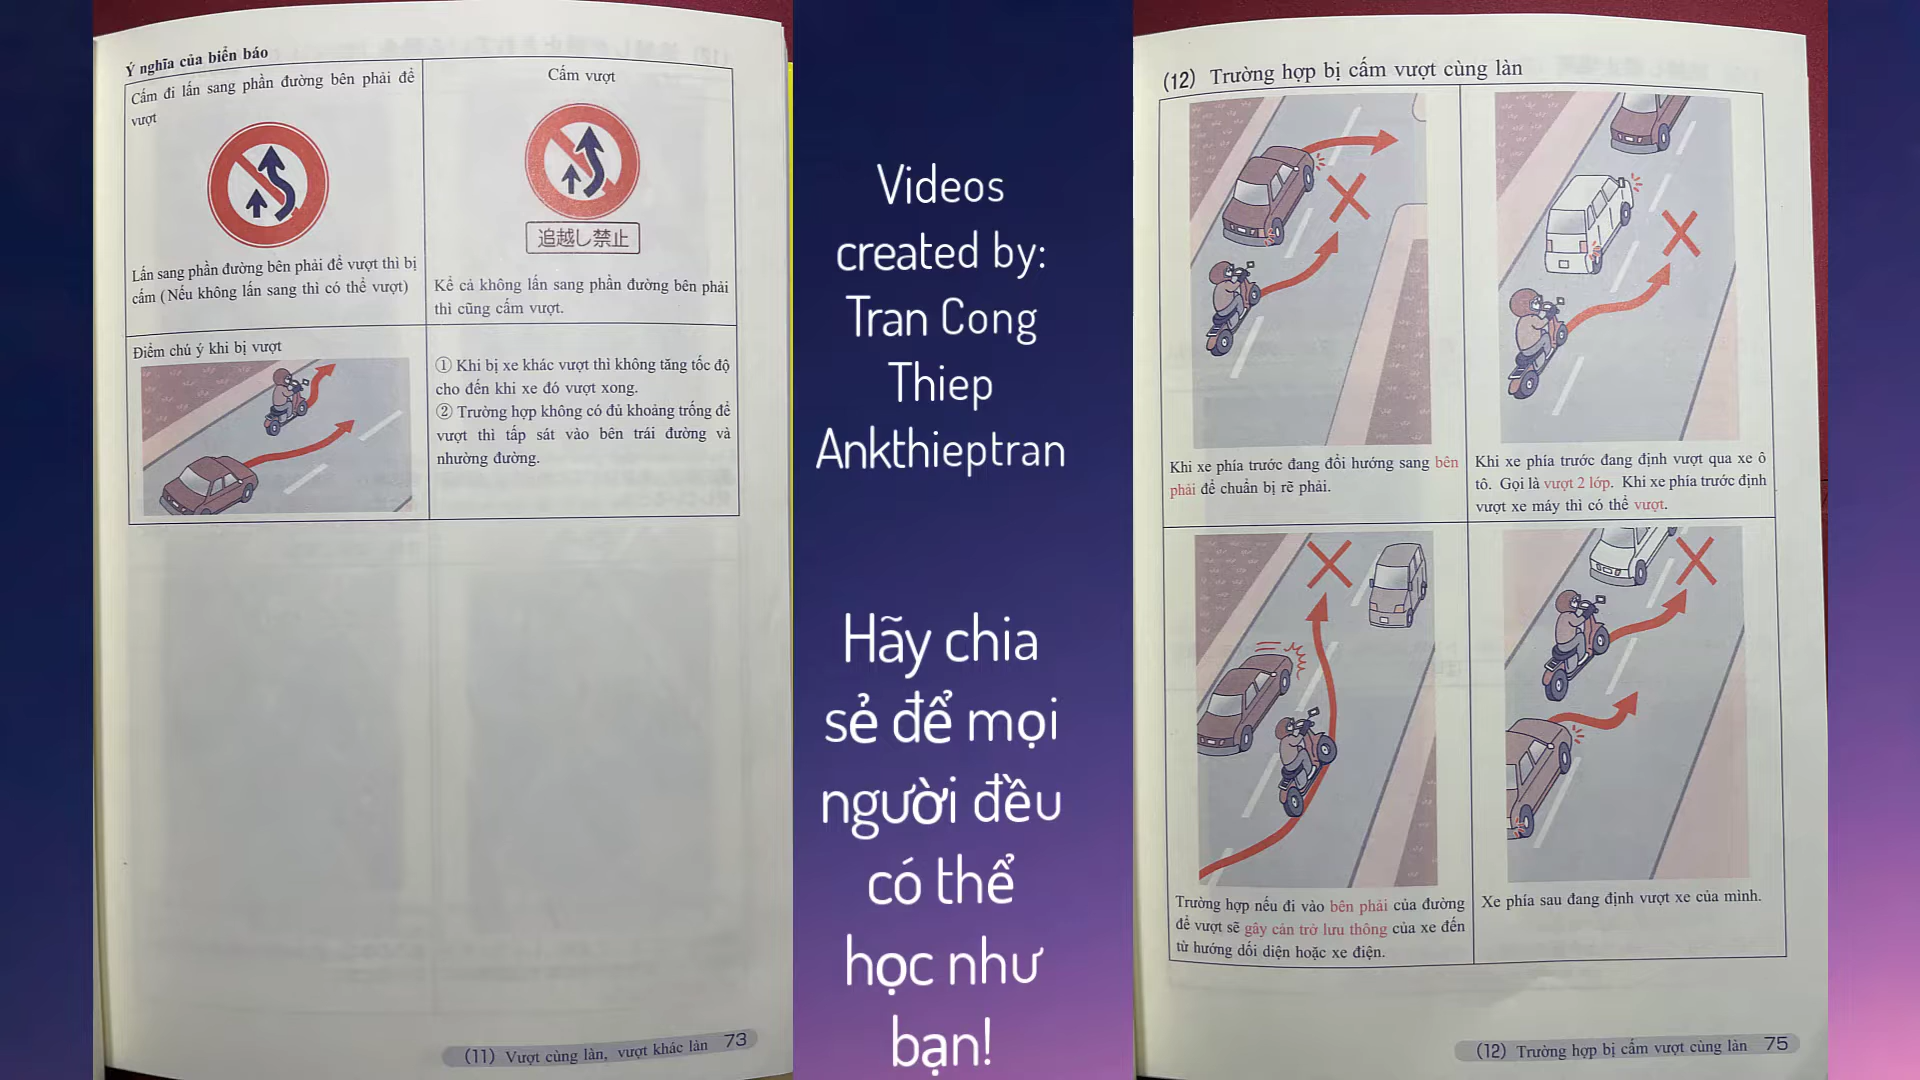 Ý nghĩa của biển báo
Cấm đi lấn sang phần đường bên phải để
vượt
Lấn sang phần đường bên phải để vượt thì bị
cấm (Nếu không lấn sang thì có thể vượt)
Cấm vượt
追越し禁止
Kể cả không lấn sang phần đường bên phải
thì cũng cấm vượt.
Điểm chú ý khi bị vượt
① Khi bị xe khác vượt thì không tăng tốc độ
cho đến khi xe đó vượt xong.
② Trường hợp không có đủ khoảng trống để
vượt thì tấp sát vào bên trái đường và
nhường đường.
(11) Vượt cùng làn, vượt khác làn 73
Videos
created by:
Tran Cong
Thiep
Ankthieptran
Hãy chia
sẻ để mọi
người đều
có thể
học như
bạn!
(12) Trường hợp bị cấm vượt cùng làn
Khi xe phía trước đang đổi hướng sang bên
phải để chuẩn bị rẽ phải.
Khi xe phía trước đang định vượt qua xe ô
tô. Gọi là vượt 2 lớp. Khi xe phía trước định
vượt xe máy thì có thể vượt.
Trường hợp nếu đi vào bên phải của đường
để vượt sẽ gây cản trở lưu thông của xe đến
từ hướng đối diện hoặc xe điện.
Xe phía sau đang định vượt xe của mình.
(12) Trường hợp bị cấm vượt cùng làn 75